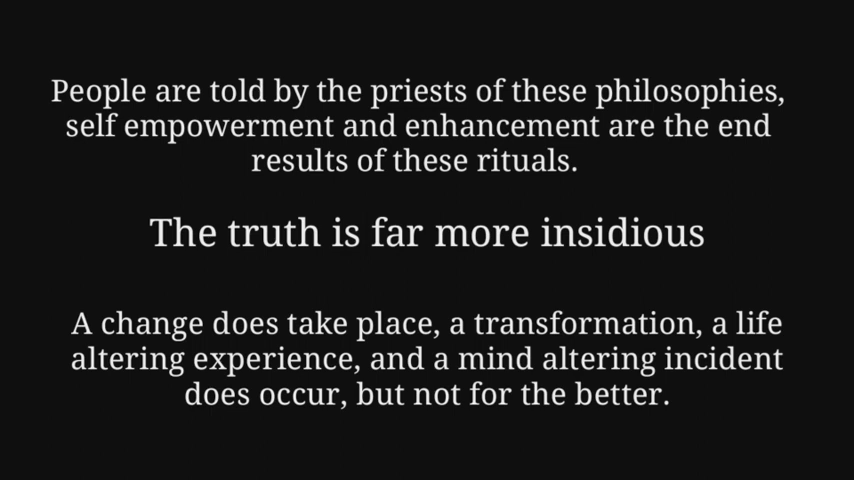 People are told by the priests of these philosophies,
self empowerment and enhancement are the end
results of these rituals.
The truth is far more insidious
A change does take place, a transformation, a life
altering experience, and a mind altering incident
does occur, but not for the better.